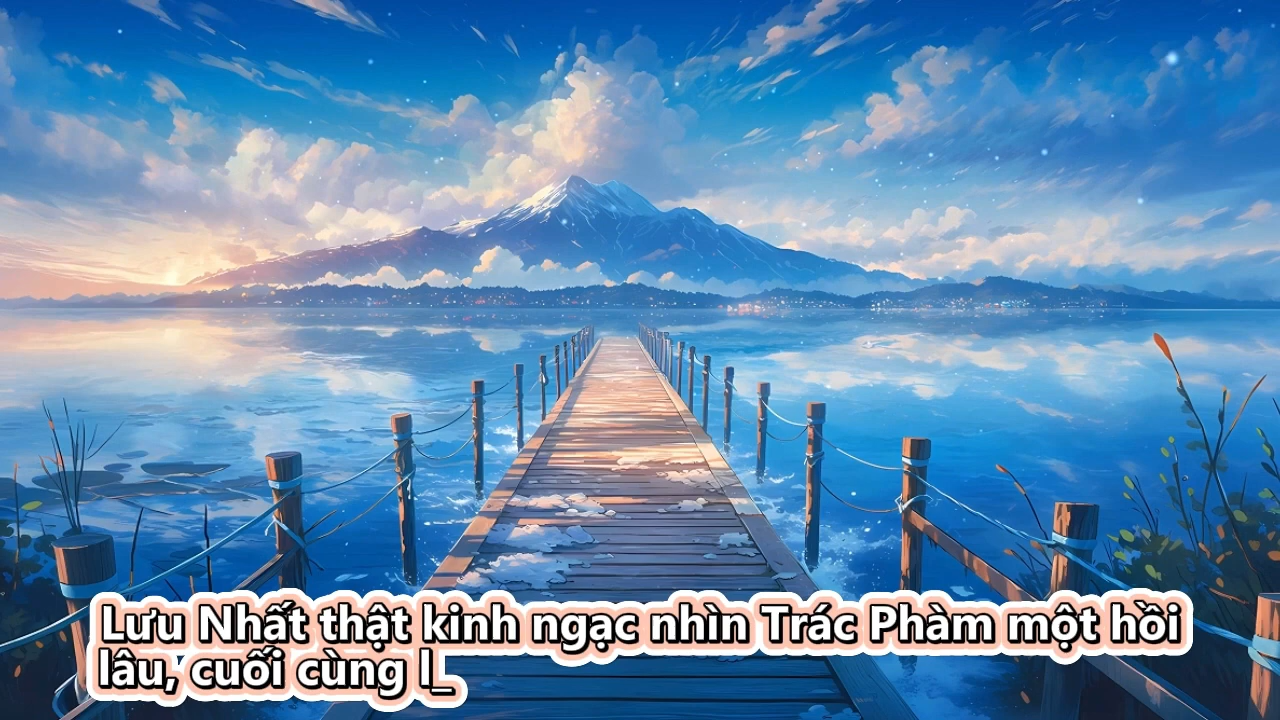 Lưu Nhất thật kinh ngạc nhìn Trác Phàm một hồi
lâu, cuối cùng l_